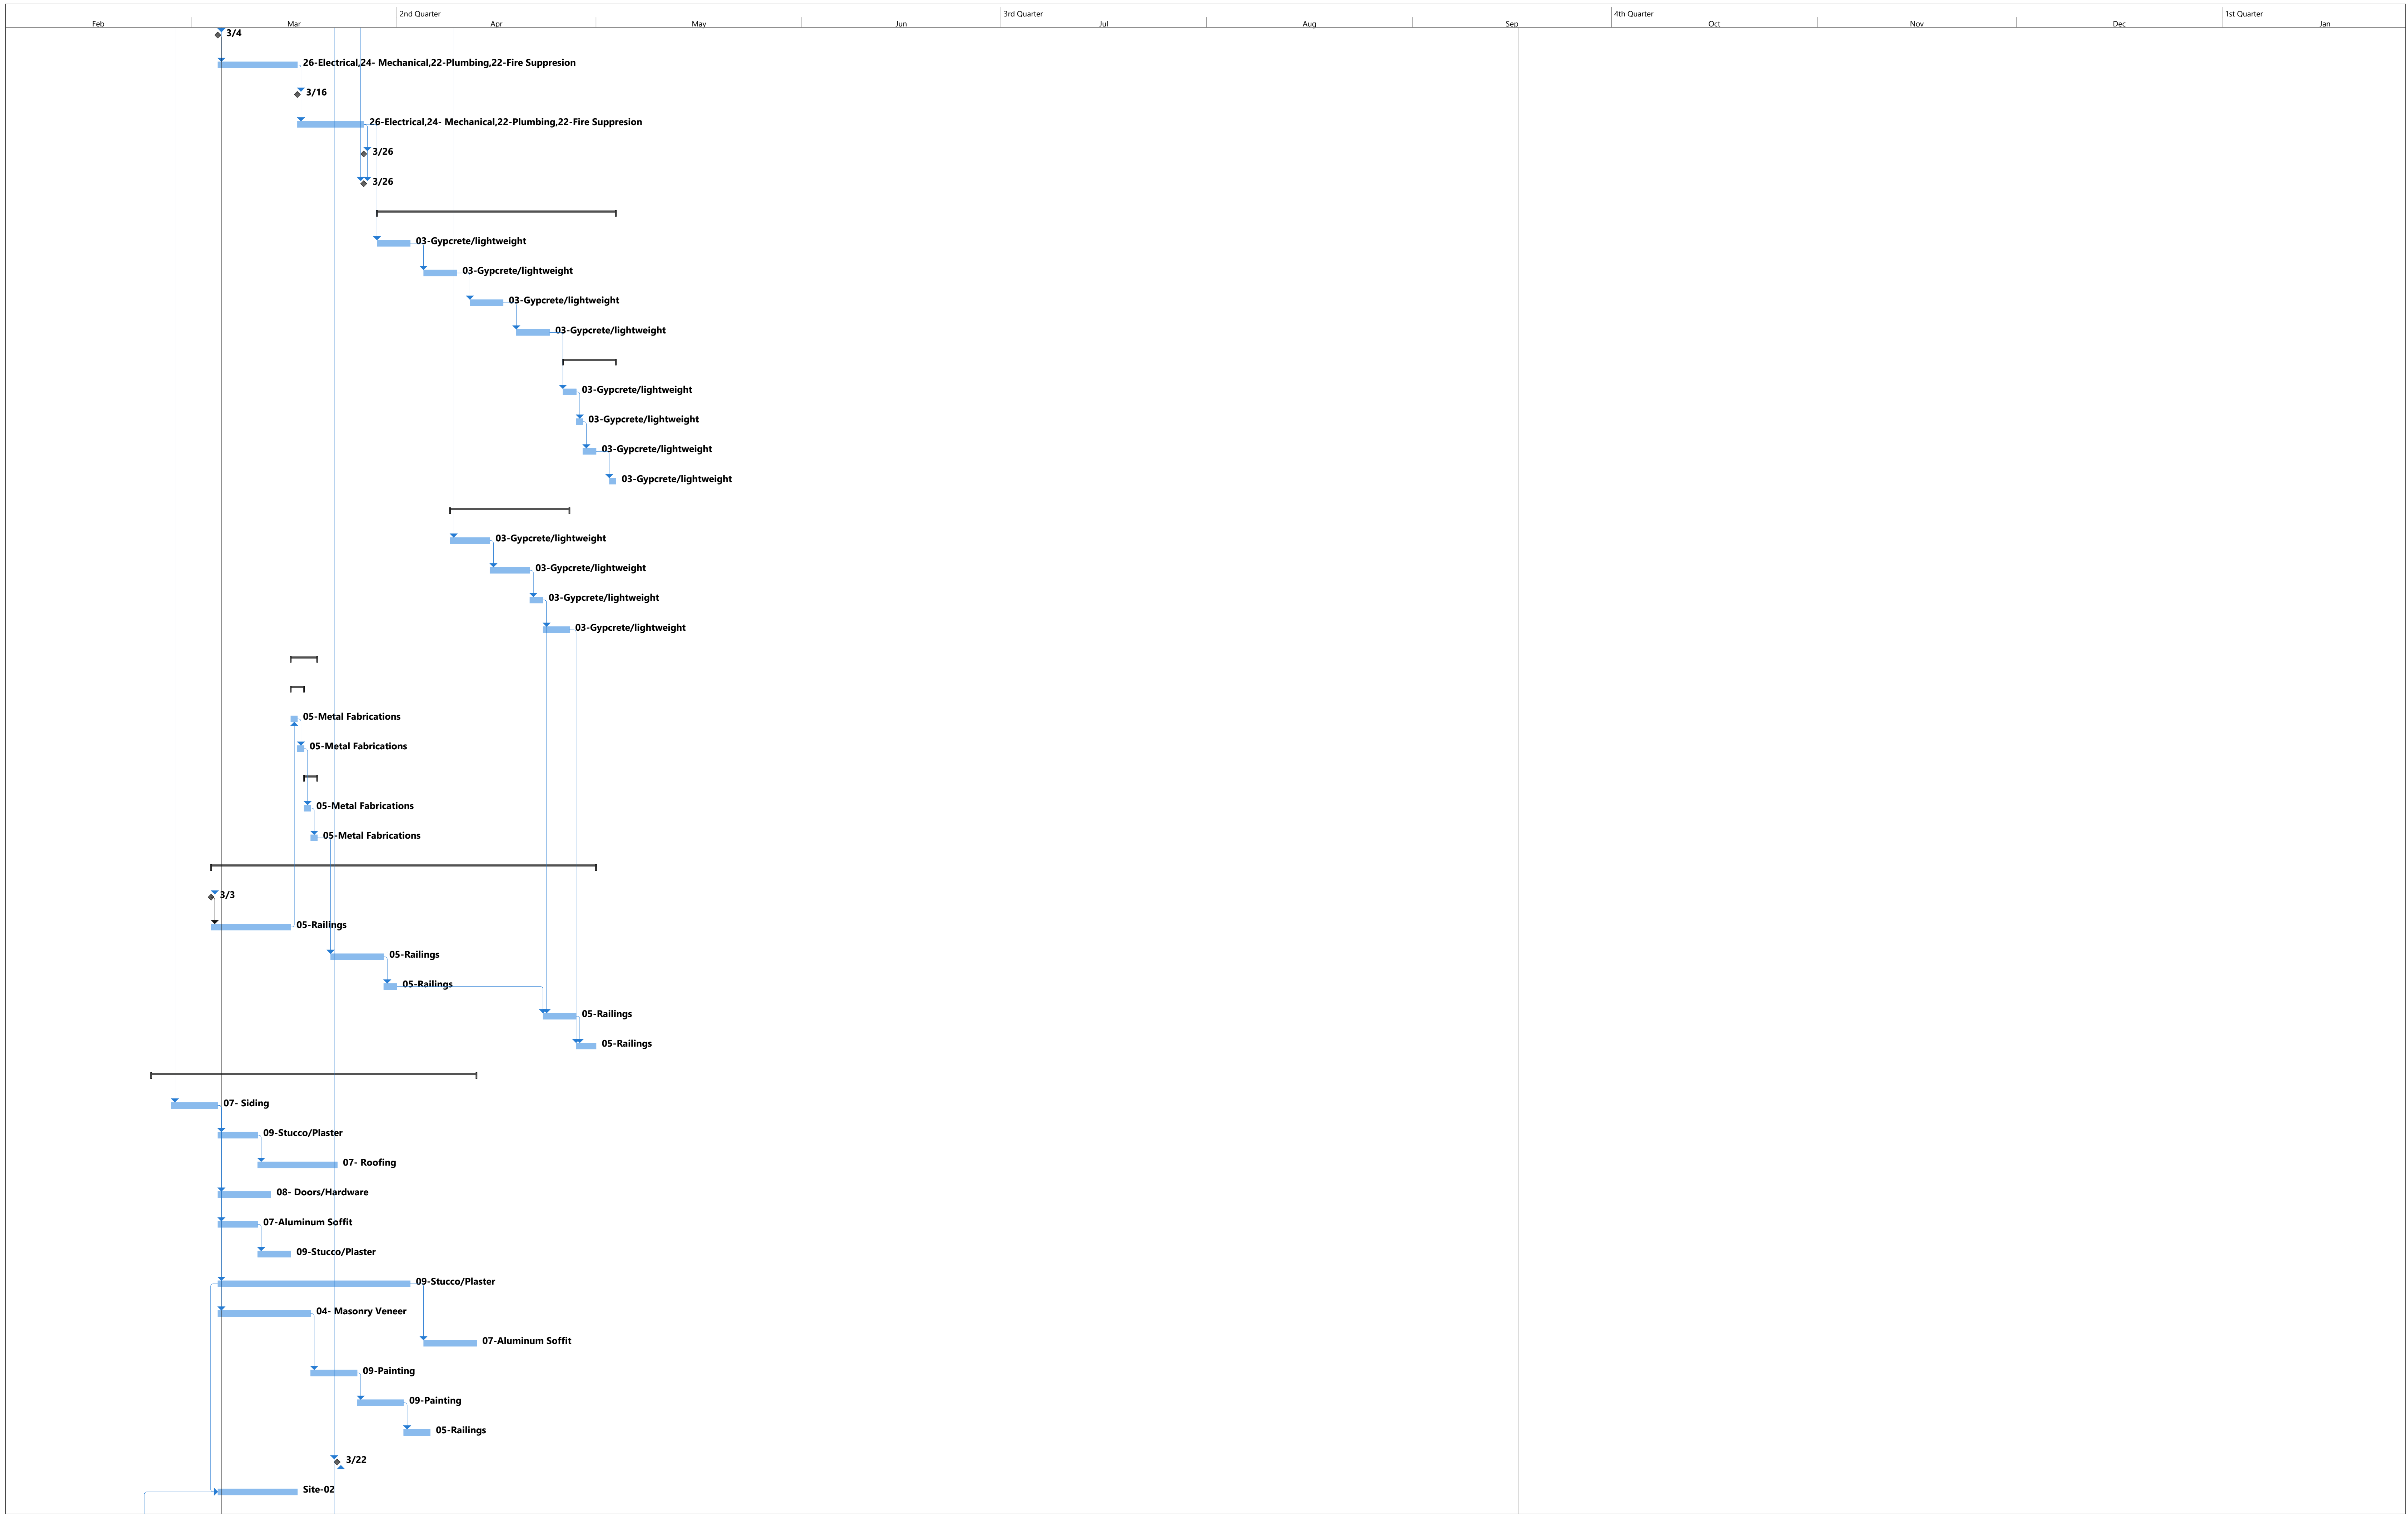 2nd Quarter 3rd Quarter 4th Quarter 1st Quarter
Feb Mar Apr May Jun Jul Aug Sep Oct Nov Dec Jan
3/4
26-Electrical,24- Mechanical,22-Plumbing,22-Fire Suppresion
3/16
26-Electrical,24- Mechanical,22-Plumbing,22-Fire Suppresion
3/26
3/26
03-Gypcrete/lightweight
03-Gypcrete/lightweight
03-Gypcrete/lightweight
03-Gypcrete/lightweight
03-Gypcrete/lightweight
03-Gypcrete/lightweight
03-Gypcrete/lightweight
03-Gypcrete/lightweight
03-Gypcrete/lightweight
03-Gypcrete/lightweight
03-Gypcrete/lightweight
03-Gypcrete/lightweight
05-Metal Fabrications
05-Metal Fabrications
05-Metal Fabrications
05-Metal Fabrications
3/3
05-Railings
05-Railings
05-Railings
05-Railings
05-Railings
07- Siding
09-Stucco/Plaster
07- Roofing
08- Doors/Hardware
07-Aluminum Soffit
09-Stucco/Plaster
09-Stucco/Plaster
04- Masonry Veneer
07-Aluminum Soffit
09-Painting
09-Painting
05-Railings
3/22
Site-02